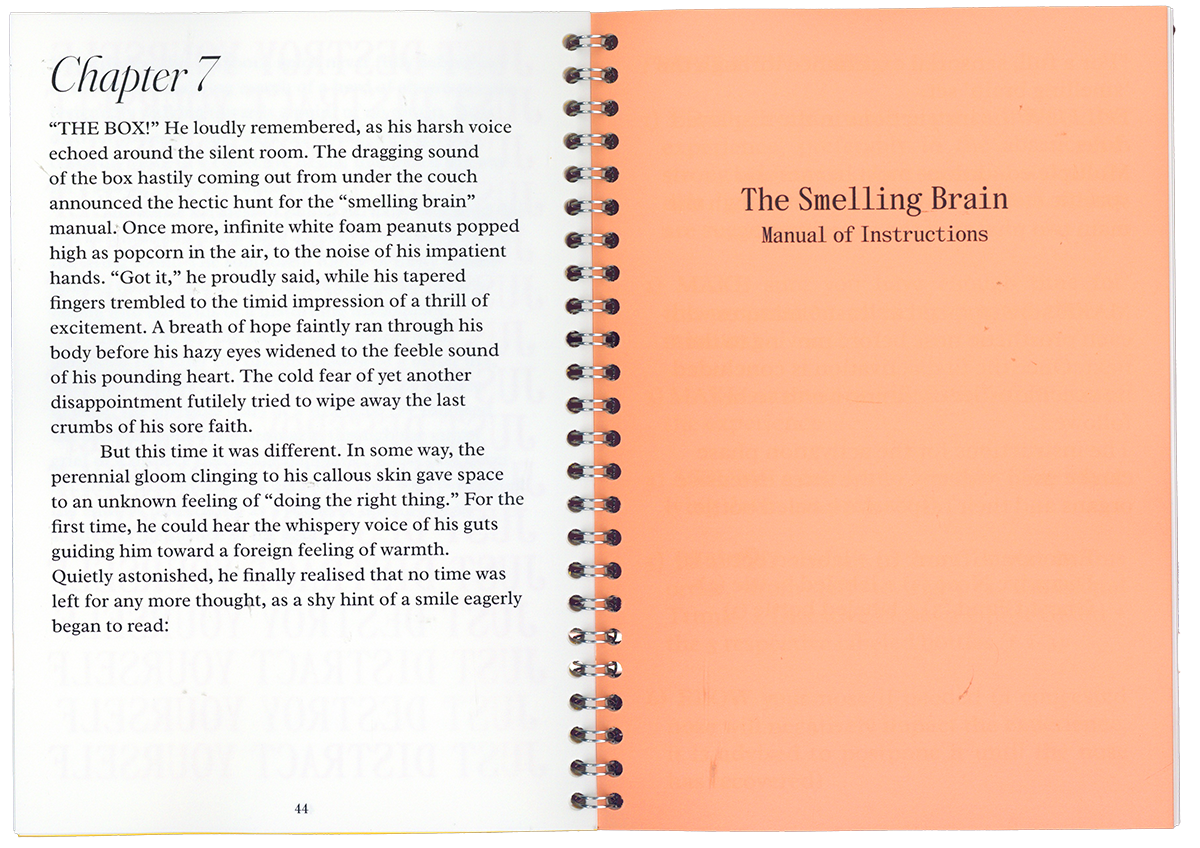 Chapter 7
“THE BOX!” He loudly remembered, as his harsh voice
echoed around the silent room. The dragging sound
of the box hastily coming out from under the couch
announced the hectic hunt for the “smelling brain”
manual. Once more, infinite white foam peanuts popped
high as popcorn in the air, to the noise of his impatient
hands. “Got it,” he proudly said, while his tapered
fingers trembled to the timid impression of a thrill of
excitement. A breath of hope faintly ran through his
body before his hazy eyes widened to the feeble sound
of his pounding heart. The cold fear of yet another
disappointment futilely tried to wipe away the last
crumbs of his sore faith.
But this time it was different. In some way, the
perennial gloom clinging to his callous skin gave space
to an unknown feeling of “doing the right thing.” For the
first time, he could hear the whispery voice of his guts
guiding him toward a foreign feeling of warmth.
Quietly astonished, he finally realised that no time was
left for any more thought, as a shy hint of a smile eagerly
began to read:
44
The Smelling Brain
Manual of Instructions